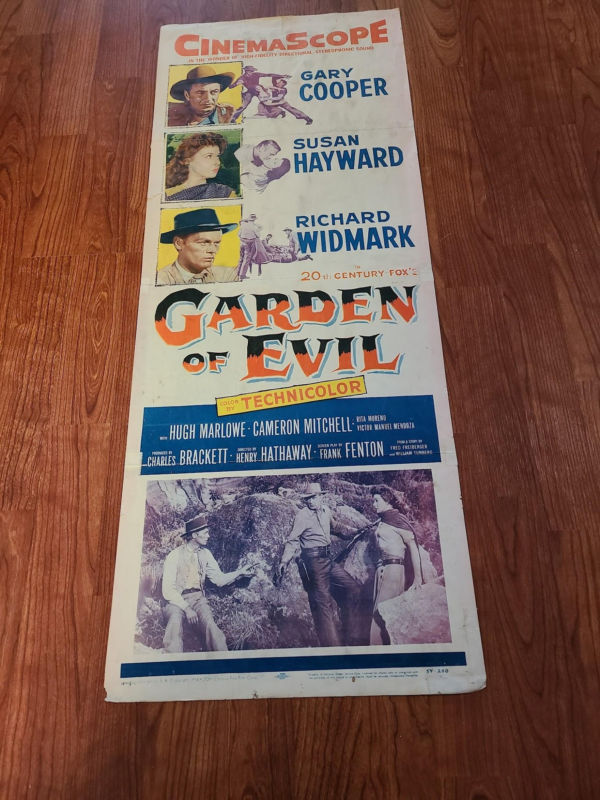 CINEMASCOPE
IN THE WONDER OF HIGH-FIDELITY DIRECTIONAL-STEREOPHONIC SOUND
GARY
COOPER
SUSAN
HAYWARD
RICHARD
WIDMARK
IN
20th CENTURY-FOX'S
GARDEN
OF EVIL
COLOR BY TECHNICOLOR
WITH HUGH MARLOWE · CAMERON MITCHELL · RITA MORENO
VICTOR MANUEL MENDOZA
PRODUCED BY CHARLES BRACKETT · DIRECTED BY HENRY HATHAWAY · SCREEN PLAY BY FRANK FENTON
FROM A STORY BY
FRED FREIBERGER
and WILLIAM TUNBERG